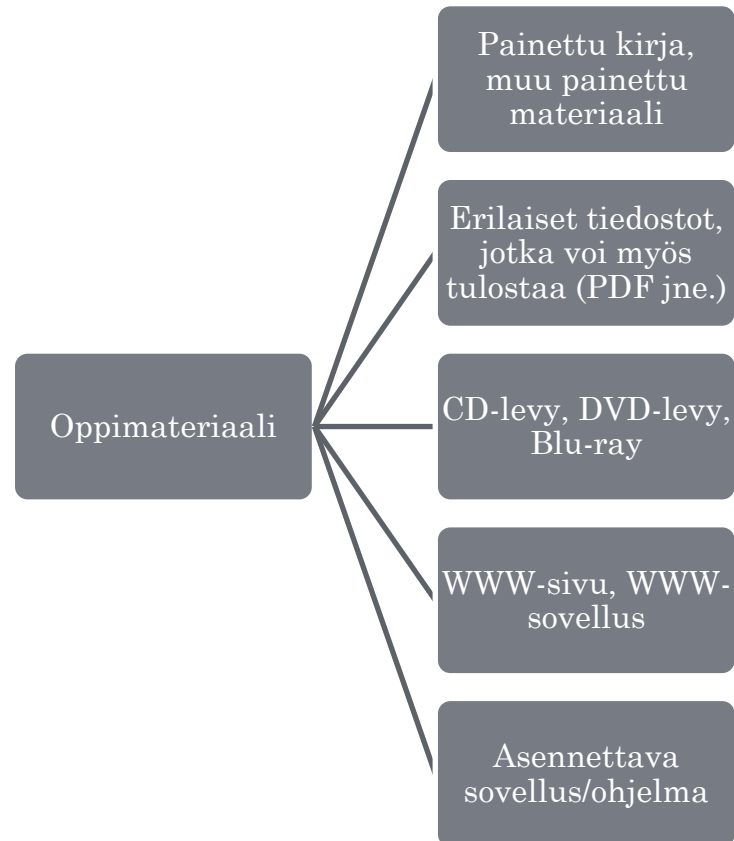 Oppimateriaali
Painettu kirja,
muu painettu
materiaali
Erilaiset tiedostot,
jotka voi myös
tulostaa (PDF jne.)
CD-levy, DVD-levy,
Blu-ray
WWW-sivu, WWW-
sovellus
Asennettava
sovellus/ohjelma